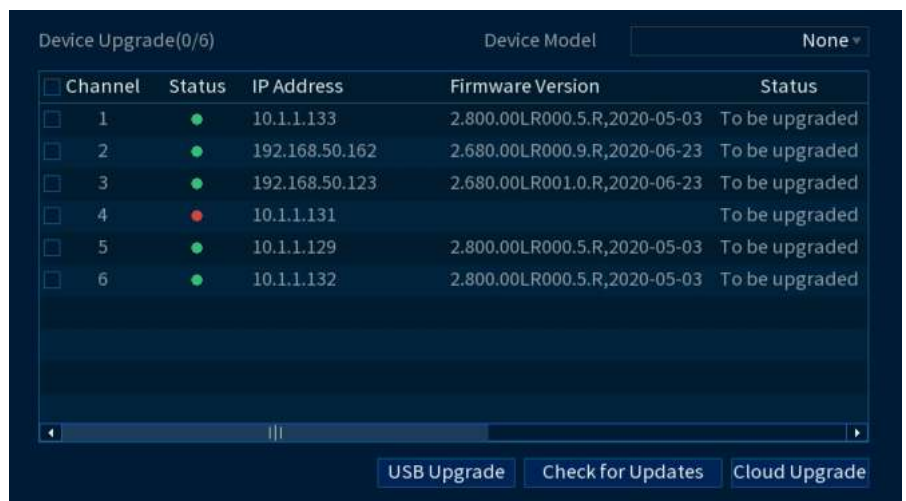 Device Upgrade(0/6) Device Model None
Channel Status IP Address Firmware Version Status
1 10.1.1.133 2.800.00LR000.5.R,2020-05-03 To be upgraded
2 192.168.50.162 2.680.00LR000.9.R,2020-06-23 To be upgraded
3 192.168.50.123 2.680.00LR001.0.R,2020-06-23 To be upgraded
4 10.1.1.131 To be upgraded
5 10.1.1.129 2.800.00LR000.5.R,2020-05-03 To be upgraded
6 10.1.1.132 2.800.00LR000.5.R,2020-05-03 To be upgraded
USB Upgrade Check for Updates Cloud Upgrade